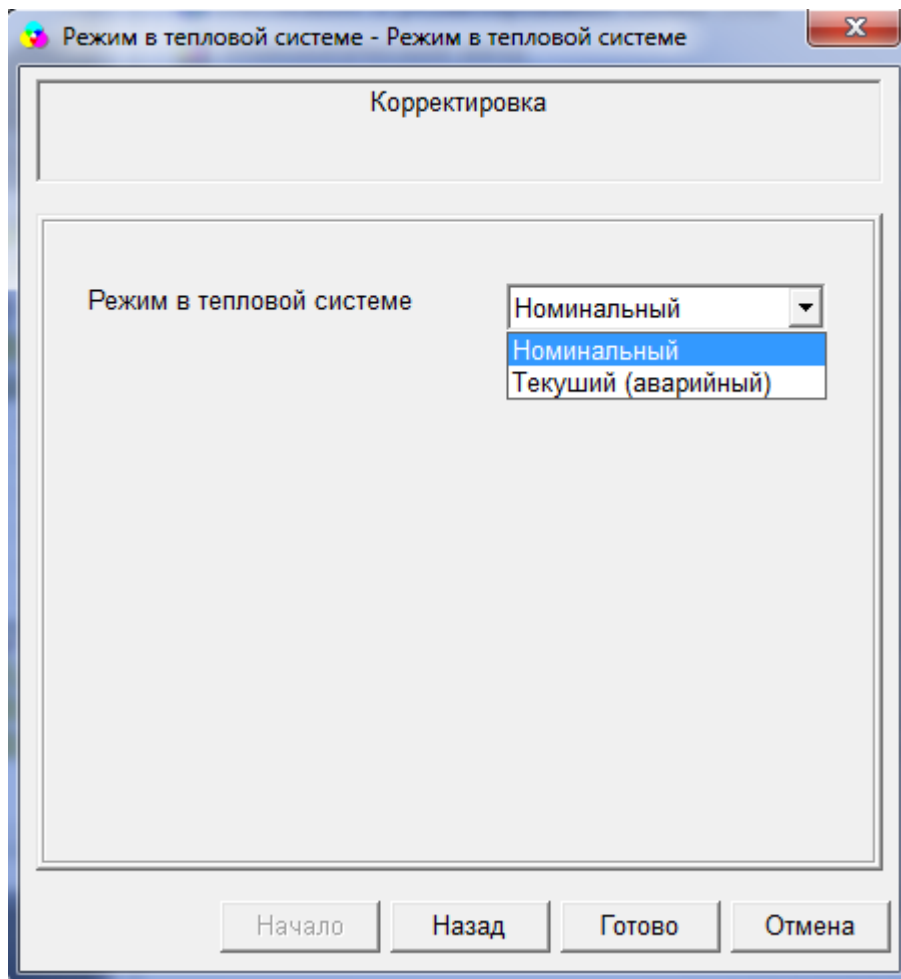 Режим в тепловой системе - Режим в тепловой системе
Корректировка
Режим в тепловой системе
Номинальный
Номинальный
Текуший (аварийный)
Начало
Назад
Готово
Отмена